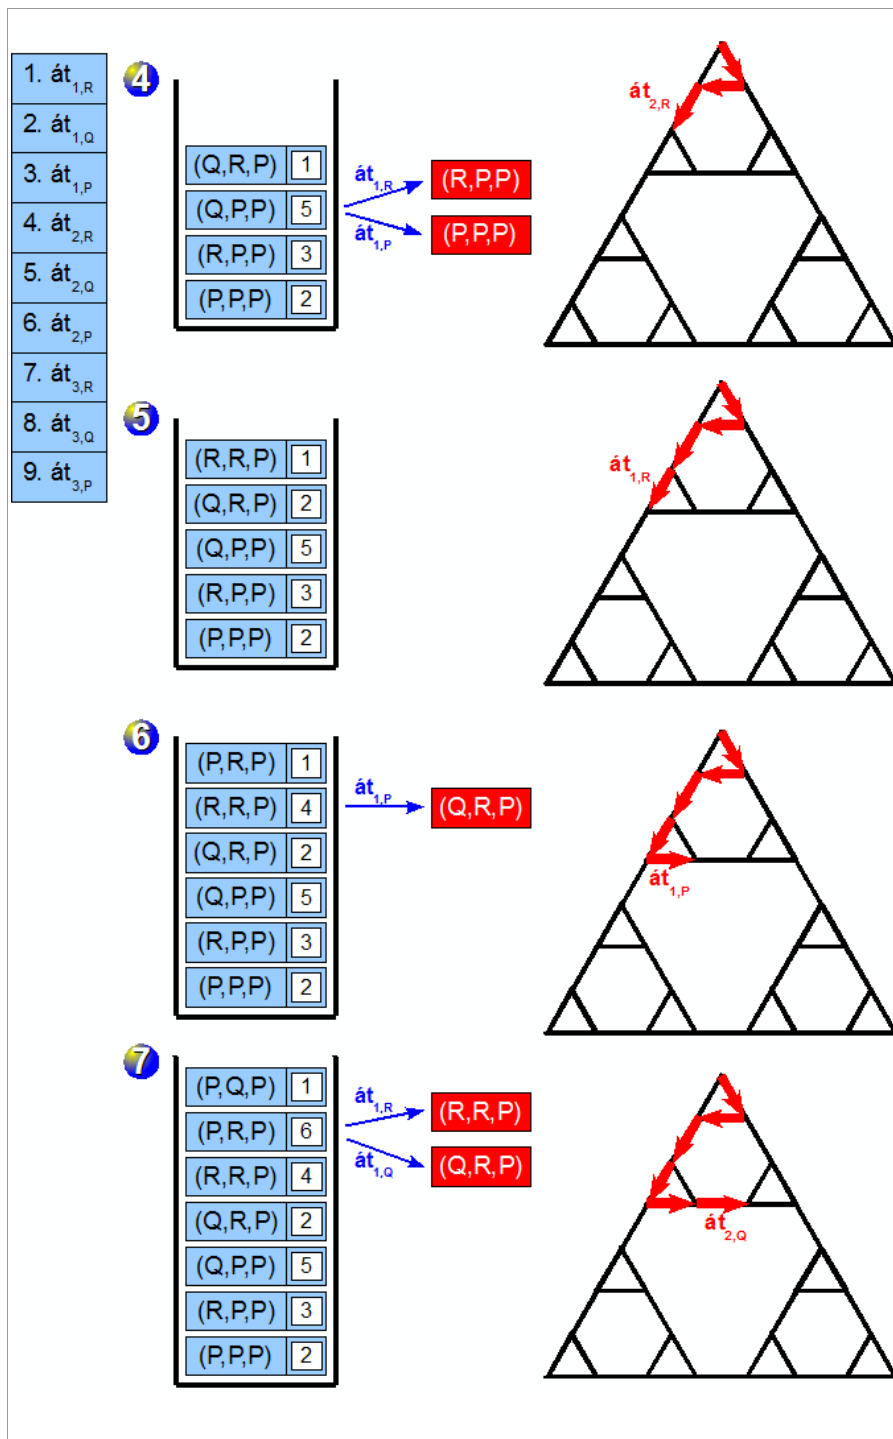 1. át1,R
2. át1,Q
3. át1,P
4. át2,R
5. át2,Q
6. át2,P
7. át3,R
8. át3,Q
9. át3,P
4
(Q,R,P) 1
(Q,P,P) 5
(R,P,P) 3
(P,P,P) 2
át1,R
(R,P,P)
át1,P
(P,P,P)
át2,R
5
(R,R,P) 1
(Q,R,P) 2
(Q,P,P) 5
(R,P,P) 3
(P,P,P) 2
át1,R
6
(P,R,P) 1
(R,R,P) 4
(Q,R,P) 2
(Q,P,P) 5
(R,P,P) 3
(P,P,P) 2
át1,P
(Q,R,P)
át1,P
7
(P,Q,P) 1
(P,R,P) 6
(R,R,P) 4
(Q,R,P) 2
(Q,P,P) 5
(R,P,P) 3
(P,P,P) 2
át1,R
(R,R,P)
át1,Q
(Q,R,P)
át2,Q